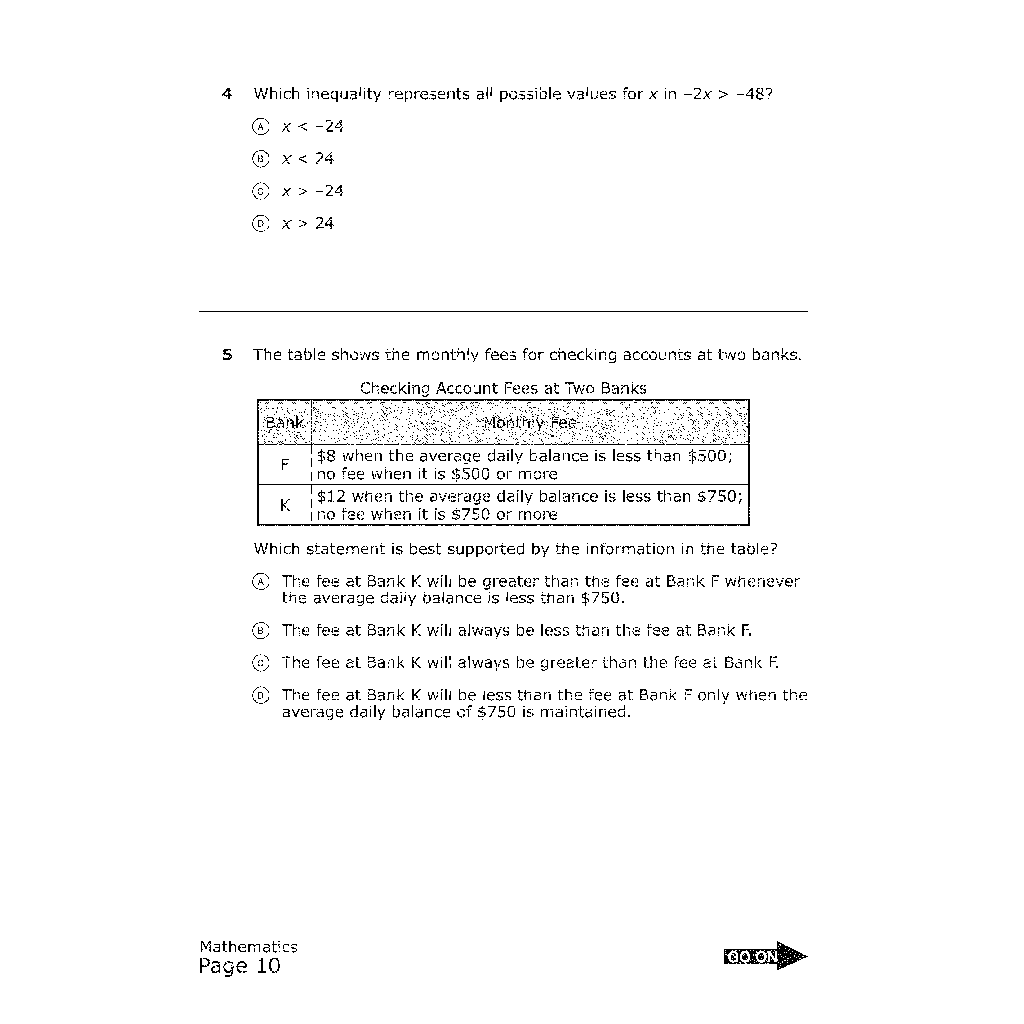 4 Which inequality represents all possible values for x in –2x > –48?
A x < –24
B x < 24
C x > –24
D x > 24
5 The table shows the monthly fees for checking accounts at two banks.
Checking Account Fees at Two Banks
Bank Monthly Fee
F $8 when the average daily balance is less than $500;
no fee when it is $500 or more
K $12 when the average daily balance is less than $750;
no fee when it is $750 or more
Which statement is best supported by the information in the table?
A The fee at Bank K will be greater than the fee at Bank F whenever
the average daily balance is less than $750.
B The fee at Bank K will always be less than the fee at Bank F.
C The fee at Bank K will always be greater than the fee at Bank F.
D The fee at Bank K will be less than the fee at Bank F only when the
average daily balance of $750 is maintained.
Mathematics
Page 10
GO ON